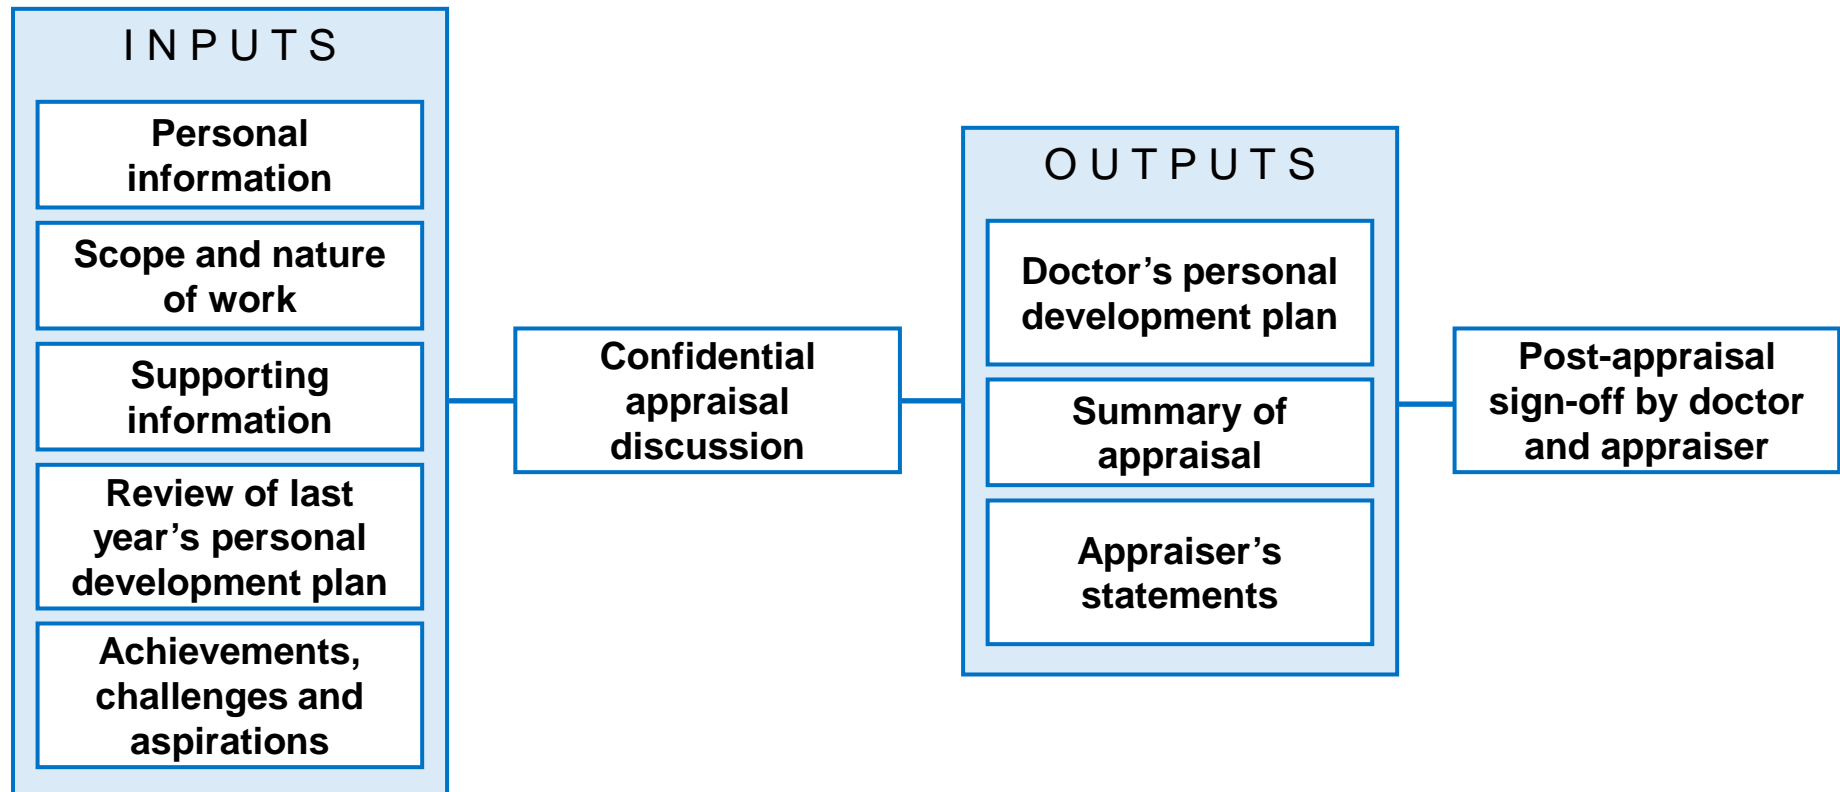 INPUTS
Personal
information
Scope and nature
of work
Supporting
information
Review of last
year’s personal
development plan
Achievements,
challenges and
aspirations
Confidential
appraisal
discussion
OUTPUTS
Doctor’s personal
development plan
Summary of
appraisal
Appraiser’s
statements
Post-appraisal
sign-off by doctor
and appraiser